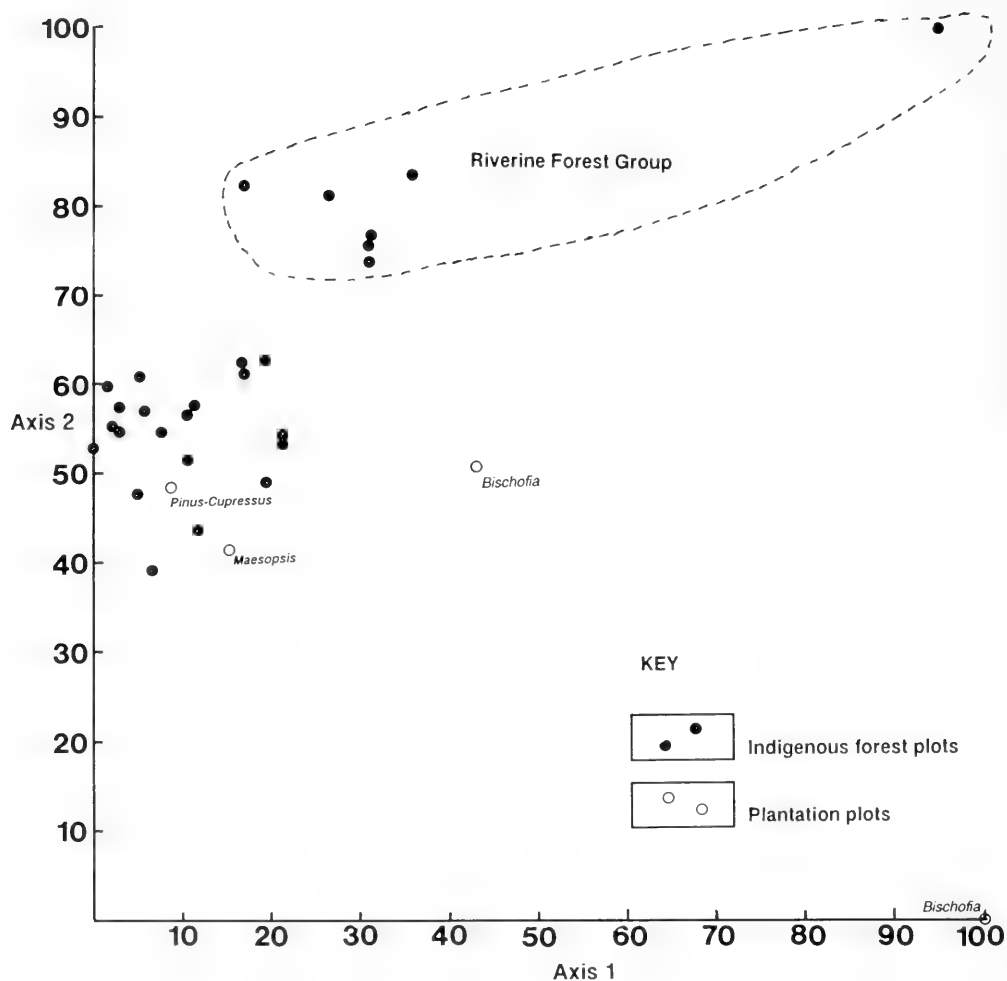 100
90
Riverine Forest Group
80
70
60
Axis 2
50
Bischofia
Pinus-Cupressus
Maesopsis
40
30
KEY
20
Indigenous forest plots
Plantation plots
10
Bischofia
10 20 30 40 50 60 70 80 90 100
Axis 1